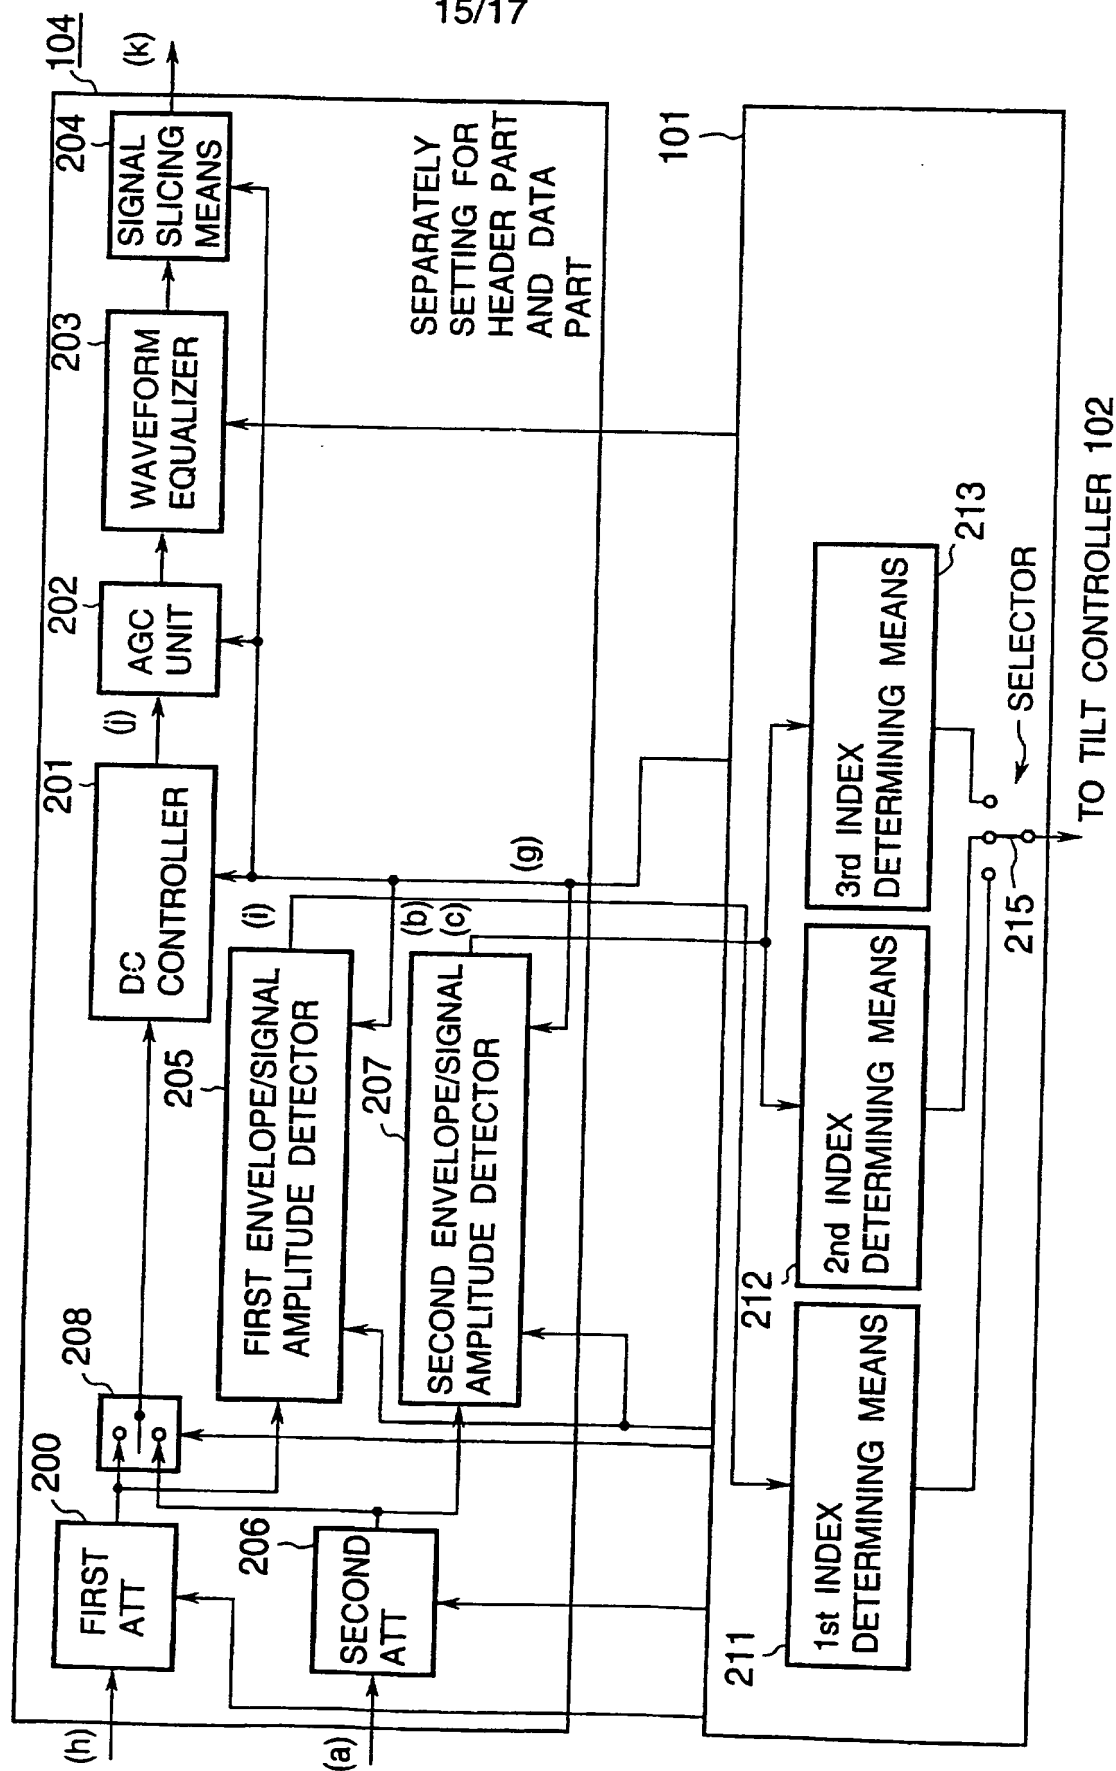 15/17
104
(h)
FIRST
ATT
200
208
(a)
SECOND
ATT
206
DC
CONTROLLER
201
(j)
AGC
UNIT
202
WAVEFORM
EQUALIZER
203
SIGNAL
SLICING
MEANS
204
(k)
FIRST ENVELOPE/SIGNAL
AMPLITUDE DETECTOR
205
(i)
SECOND ENVELOPE/SIGNAL
AMPLITUDE DETECTOR
207
(b)
(c)
(g)
SEPARATELY
SETTING FOR
HEADER PART
AND DATA
PART
101
1st INDEX
DETERMINING MEANS
211
2nd INDEX
DETERMINING MEANS
212
3rd INDEX
DETERMINING MEANS
213
215
SELECTOR
TO TILT CONTROLLER 102